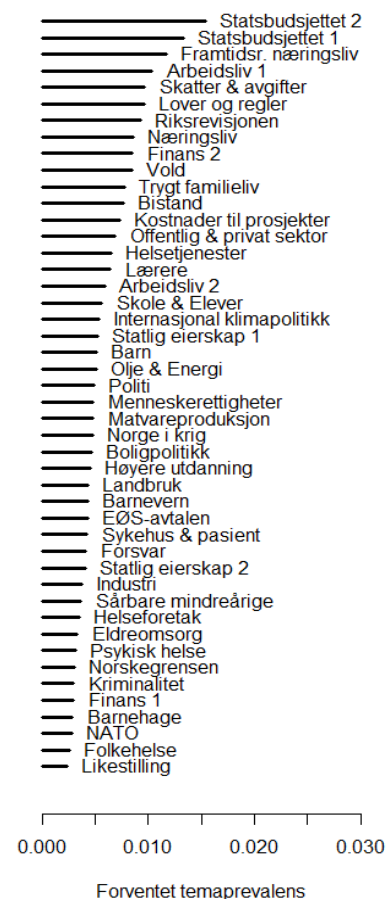 Statsbudsjettet 2
Statsbudsjettet 1
Framtidsr. næringsliv
Arbeidsliv 1
Skatter & avgifter
Lover og regler
Riksrevisjonen
Næringsliv
Finans 2
Vold
Trygt familieliv
Bistand
Kostnader til prosjekter
Offentlig & privat sektor
Helsetjenester
Lærere
Arbeidsliv 2
Skole & Elever
Internasjonal klimapolitikk
Statlig eierskap 1
Barn
Olje & Energi
Politi
Menneskerettigheter
Matvareproduksjon
Norge i krig
Boligpolitikk
Høyere utdanning
Landbruk
Barnevern
EØS-avtalen
Sykehus & pasient
Forsvar
Statlig eierskap 2
Industri
Sårbare mindreårige
Helseforetak
Eldreomsorg
Psykisk helse
Norskegrensen
Kriminalitet
Finans 1
Barnehage
NATO
Folkehelse
Likestilling
0.000 0.010 0.020 0.030
Forventet temaprevalens